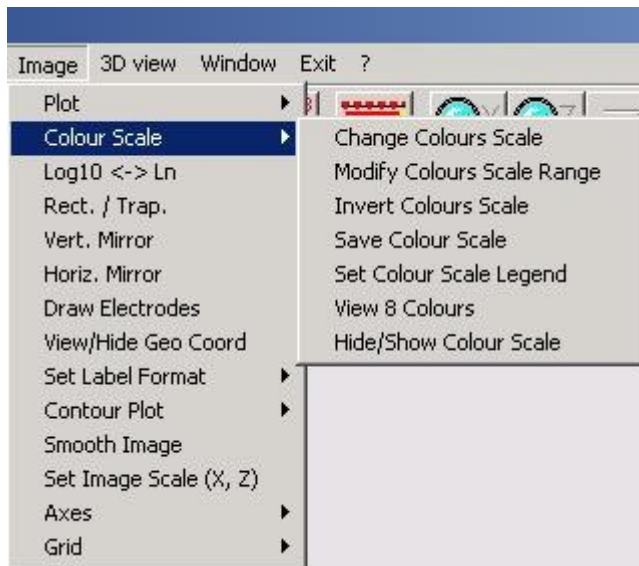 Image 3D view Window Exit ?
Plot
Colour Scale
Log10 <-> Ln
Rect. / Trap.
Vert. Mirror
Horiz. Mirror
Draw Electrodes
View/Hide Geo Coord
Set Label Format
Contour Plot
Smooth Image
Set Image Scale (X, Z)
Axes
Grid
Change Colours Scale
Modify Colours Scale Range
Invert Colours Scale
Save Colour Scale
Set Colour Scale Legend
View 8 Colours
Hide/Show Colour Scale